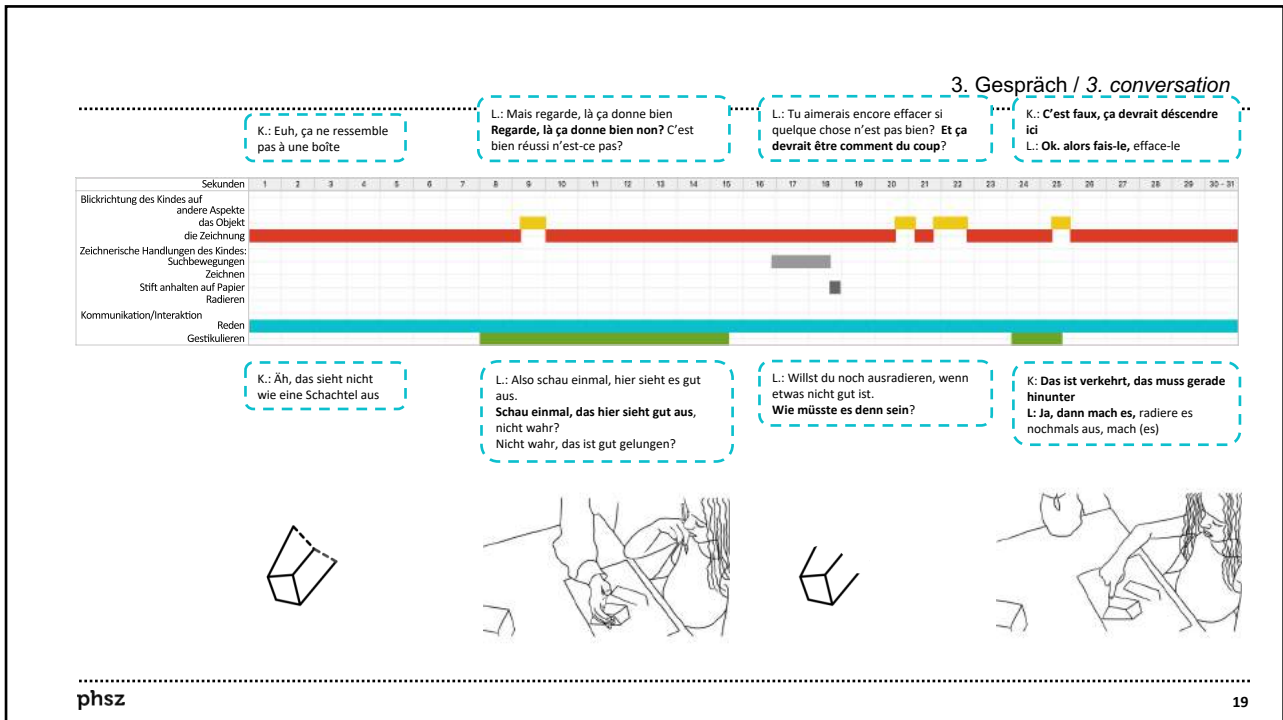 3. Gespräch / 3. conversation
K.: Euh, ça ne ressemble
pas à une boîte
L.: Mais regarde, là ça donne bien
Regarde, là ça donne bien non? C'est
bien réussi n'est-ce pas?
L.: Tu aimerais encore effacer si
quelque chose n'est pas bien? Et ça
devrait être comment du coup?
K.: C'est faux, ça devrait déscendre
ici
L.: Ok. alors fais-le, efface-le
Sekunden 1 2 3 4 5 6 7 8 9 10 11 12 13 14 15 16 17 18 19 20 21 22 23 24 25 26 27 28 29 30 - 31
Blickrichtung des Kindes auf
andere Aspekte
das Objekt
die Zeichnung
Zeichnerische Handlungen des Kindes:
Suchbewegungen
Zeichnen
Stift anhalten auf Papier
Radieren
Kommunikation/Interaktion
Reden
Gestikulieren
K.: Äh, das sieht nicht
wie eine Schachtel aus
L.: Also schau einmal, hier sieht es gut
aus.
Schau einmal, das hier sieht gut aus,
nicht wahr?
Nicht wahr, das ist gut gelungen?
L.: Willst du noch ausradieren, wenn
etwas nicht gut ist.
Wie müsste es denn sein?
K: Das ist verkehrt, das muss gerade
hinunter
L: Ja, dann mach es, radiere es
nochmals aus, mach (es)
phsz
19